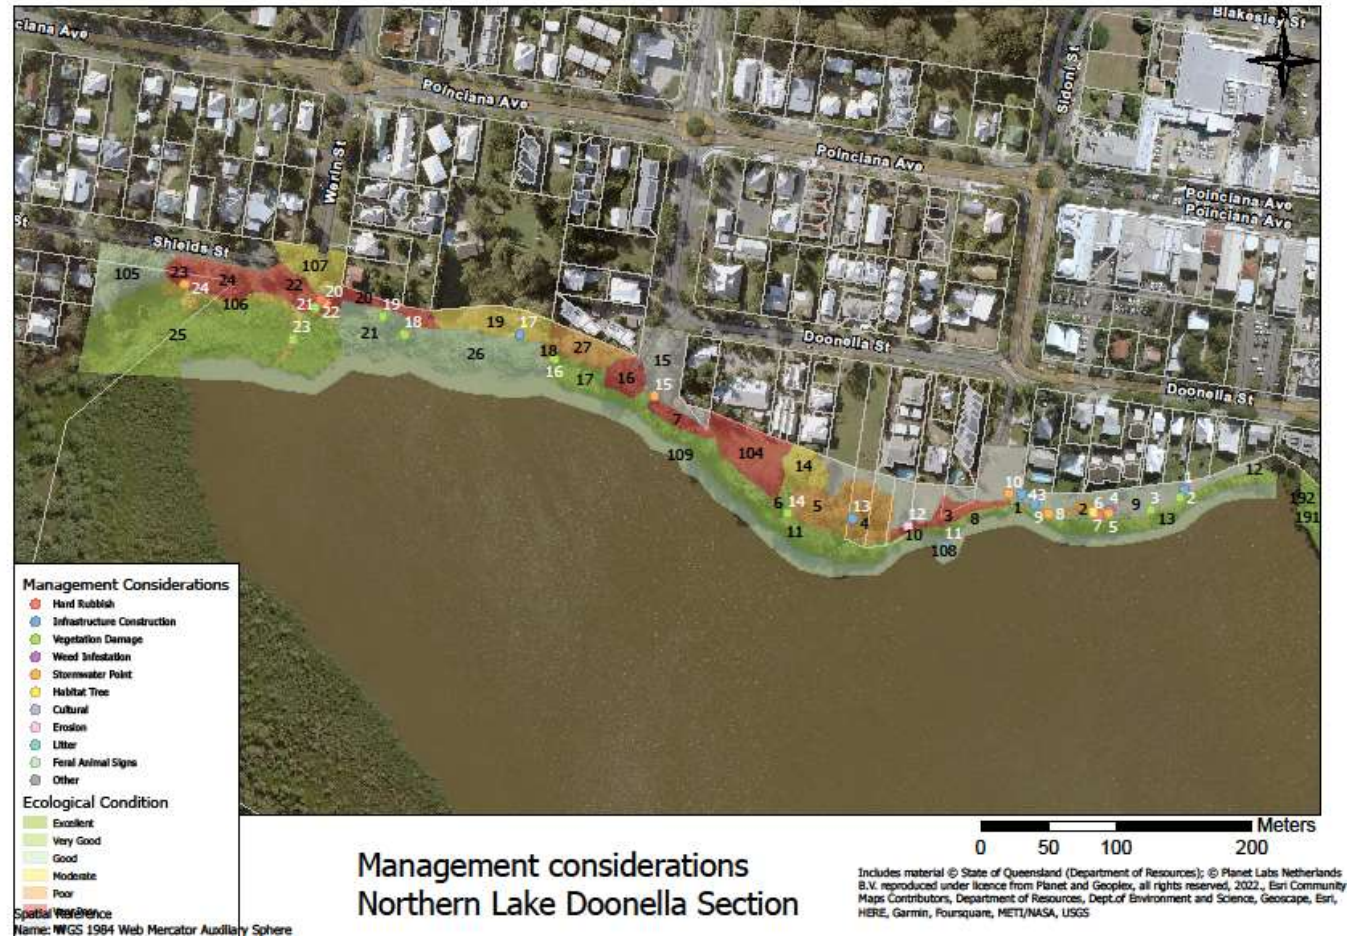 ciana Ave
Blakesley St
Sidoni St
Poinciana Ave
Werin St
Poinciana Ave
Poinciana Ave
Poinciana Ave
St
Shields St
105
23
24
24
22
107
106
21
20
22
20
19
23
25
21
18
26
19
17
18
27
16
17
16
15
15
7
109
104
14
6
14
5
13
4
11
12
10
3
8
11
108
10
1
43
9
8
2
6
4
7
5
9
3
1
2
13
12
192
191
Doonella St
Doonella St
Management Considerations
Hard Rubbish
Infrastructure Construction
Vegetation Damage
Weed Infestation
Stormwater Point
Habitat Tree
Cultural
Erosion
Litter
Feral Animal Signs
Other
Ecological Condition
Excellent
Very Good
Good
Moderate
Poor
Spatial Reference
Name: WGS 1984 Web Mercator Auxiliary Sphere
Management considerations
Northern Lake Doonella Section
Meters
0 50 100 200
Includes material © State of Queensland (Department of Resources); © Planet Labs Netherlands
B.V. reproduced under licence from Planet and Geoplex, all rights reserved, 2022., Esri Community
Maps Contributors, Department of Resources, Dept.of Environment and Science, Geoscape, Esri,
HERE, Garmin, Foursquare, METI/NASA, USGS